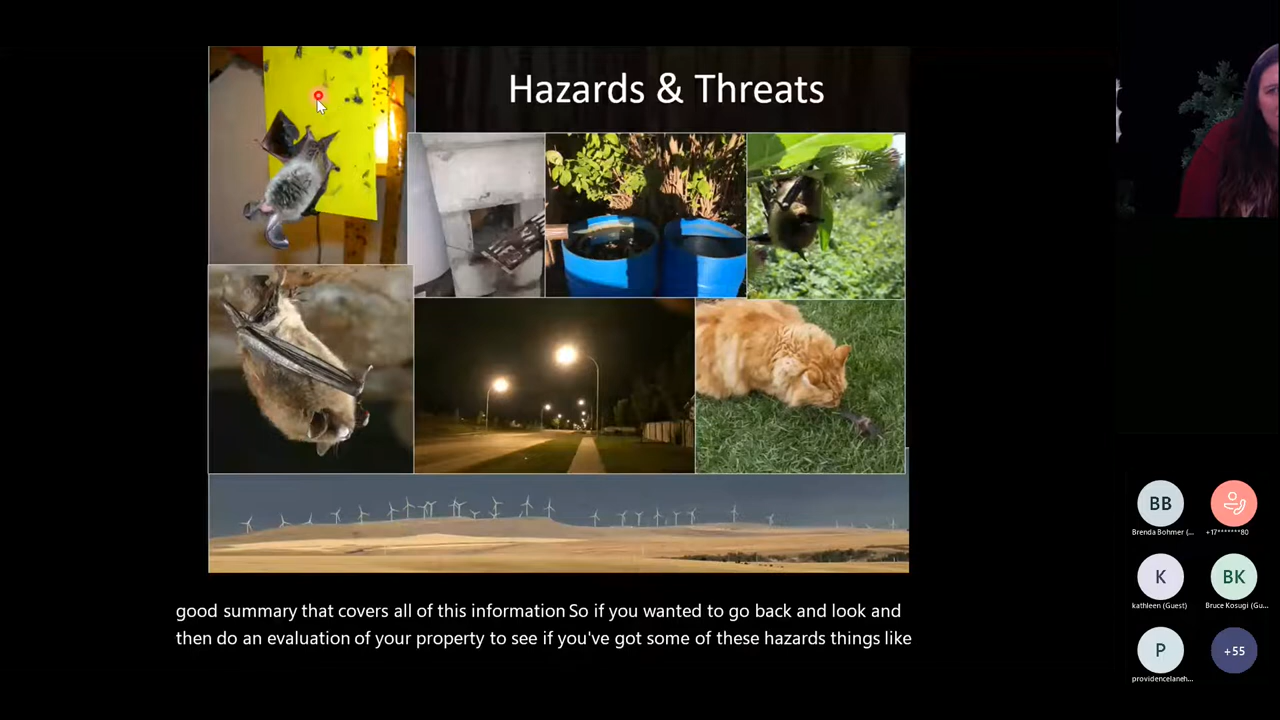 Hazards & Threats
good summary that covers all of this information So if you wanted to go back and look and
then do an evaluation of your property to see if you've got some of these hazards things like
BB
Brenda Bohmer (...
+17*******80
K
kathleen (Guest)
BK
Bruce Kosugi (Gu...
P
providencelaneh...
+55